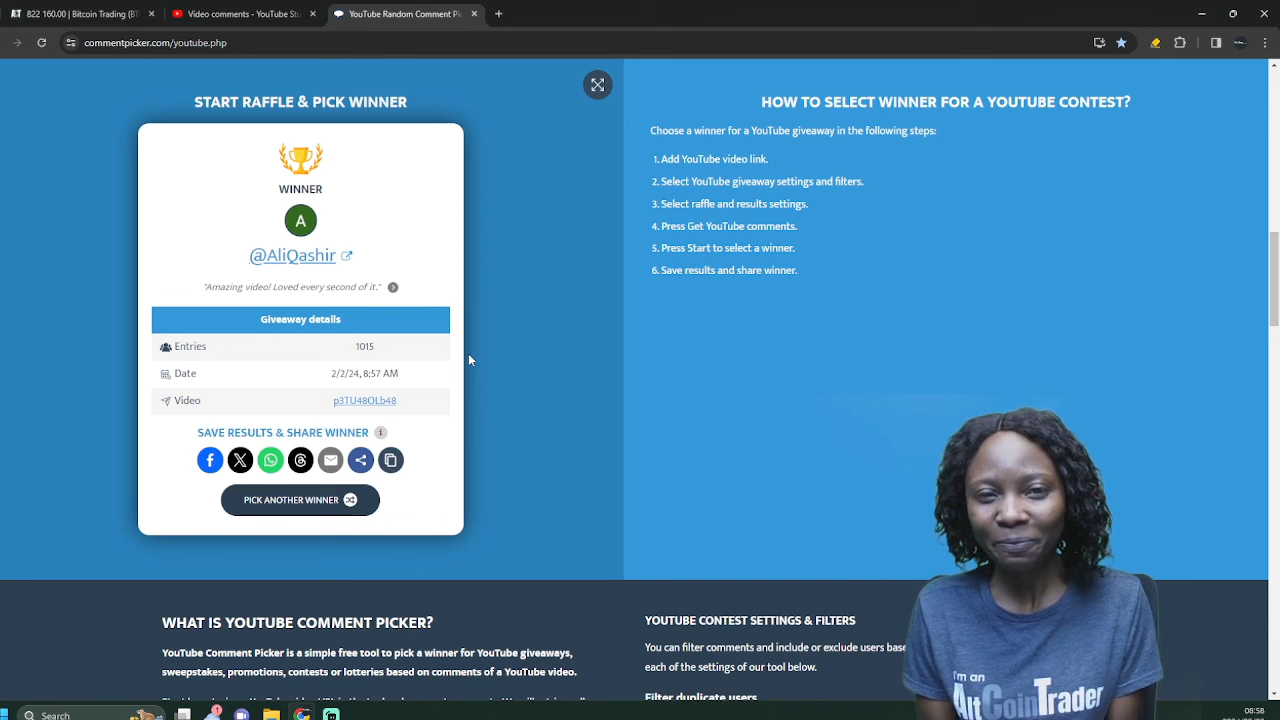 822 160.00 | Bitcoin Trading (BT
Video comments - YouTube Stu
YouTube Random Comment Pi
commentpicker.com/youtube.php
START RAFFLE & PICK WINNER
WINNER
A
@AliQashir
"Amazing video! Loved every second of it."
Giveaway details
Entries 1015
Date 2/2/24, 8:57 AM
Video p3TU48OLb48
SAVE RESULTS & SHARE WINNER
PICK ANOTHER WINNER
HOW TO SELECT WINNER FOR A YOUTUBE CONTEST?
Choose a winner for a YouTube giveaway in the following steps:
1. Add YouTube video link.
2. Select YouTube giveaway settings and filters.
3. Select raffle and results settings.
4. Press Get YouTube comments.
5. Press Start to select a winner.
6. Save results and share winner.
WHAT IS YOUTUBE COMMENT PICKER?
YouTube Comment Picker is a simple free tool to pick a winner for YouTube giveaways,
sweepstakes, promotions, contests or lotteries based on comments of a YouTube video.
YOUTUBE CONTEST SETTINGS & FILTERS
You can filter comments and include or exclude users base
each of the settings of our tool below.
Filter duplicate users
I'm an
AltCoinTrader
Search
1
08:58